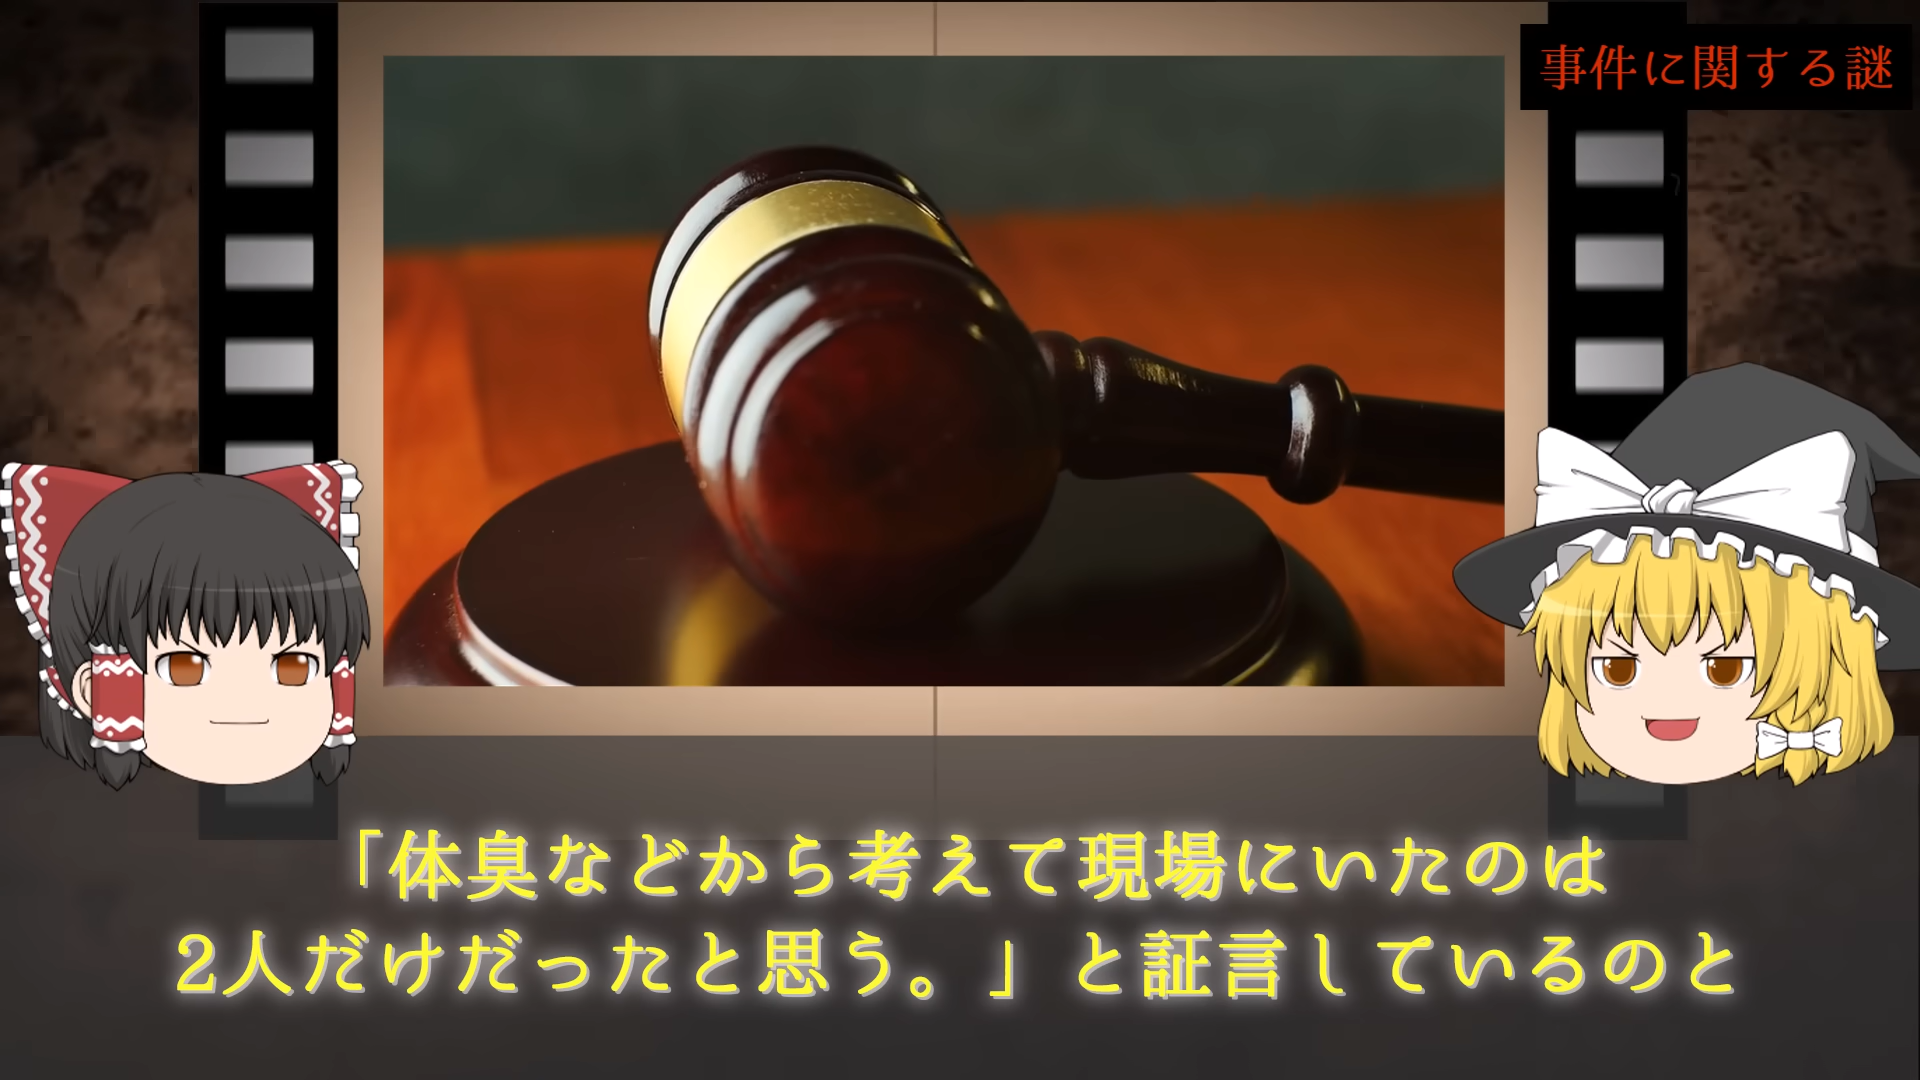 事件に関する謎
「体臭などから考えて現場にいたのは
2人だけだったと思う。」と証言しているのと